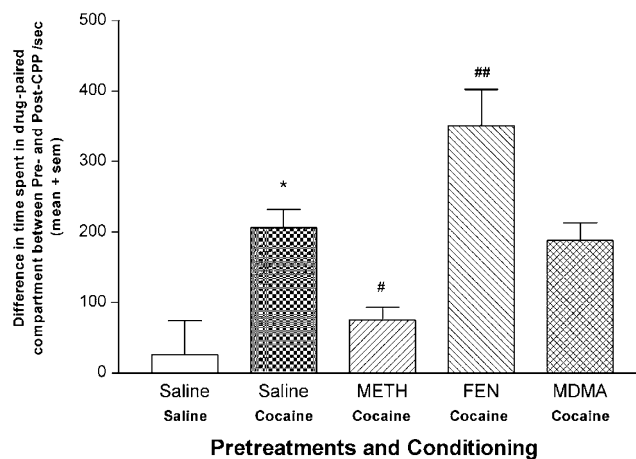 Difference in time spent in drug-paired
compartment between Pre- and Post-CPP /sec
(mean + sem)
500
400
300
200
100
0
*
#
##
Saline Saline METH FEN MDMA
Saline Cocaine Cocaine Cocaine Cocaine
Pretreatments and Conditioning